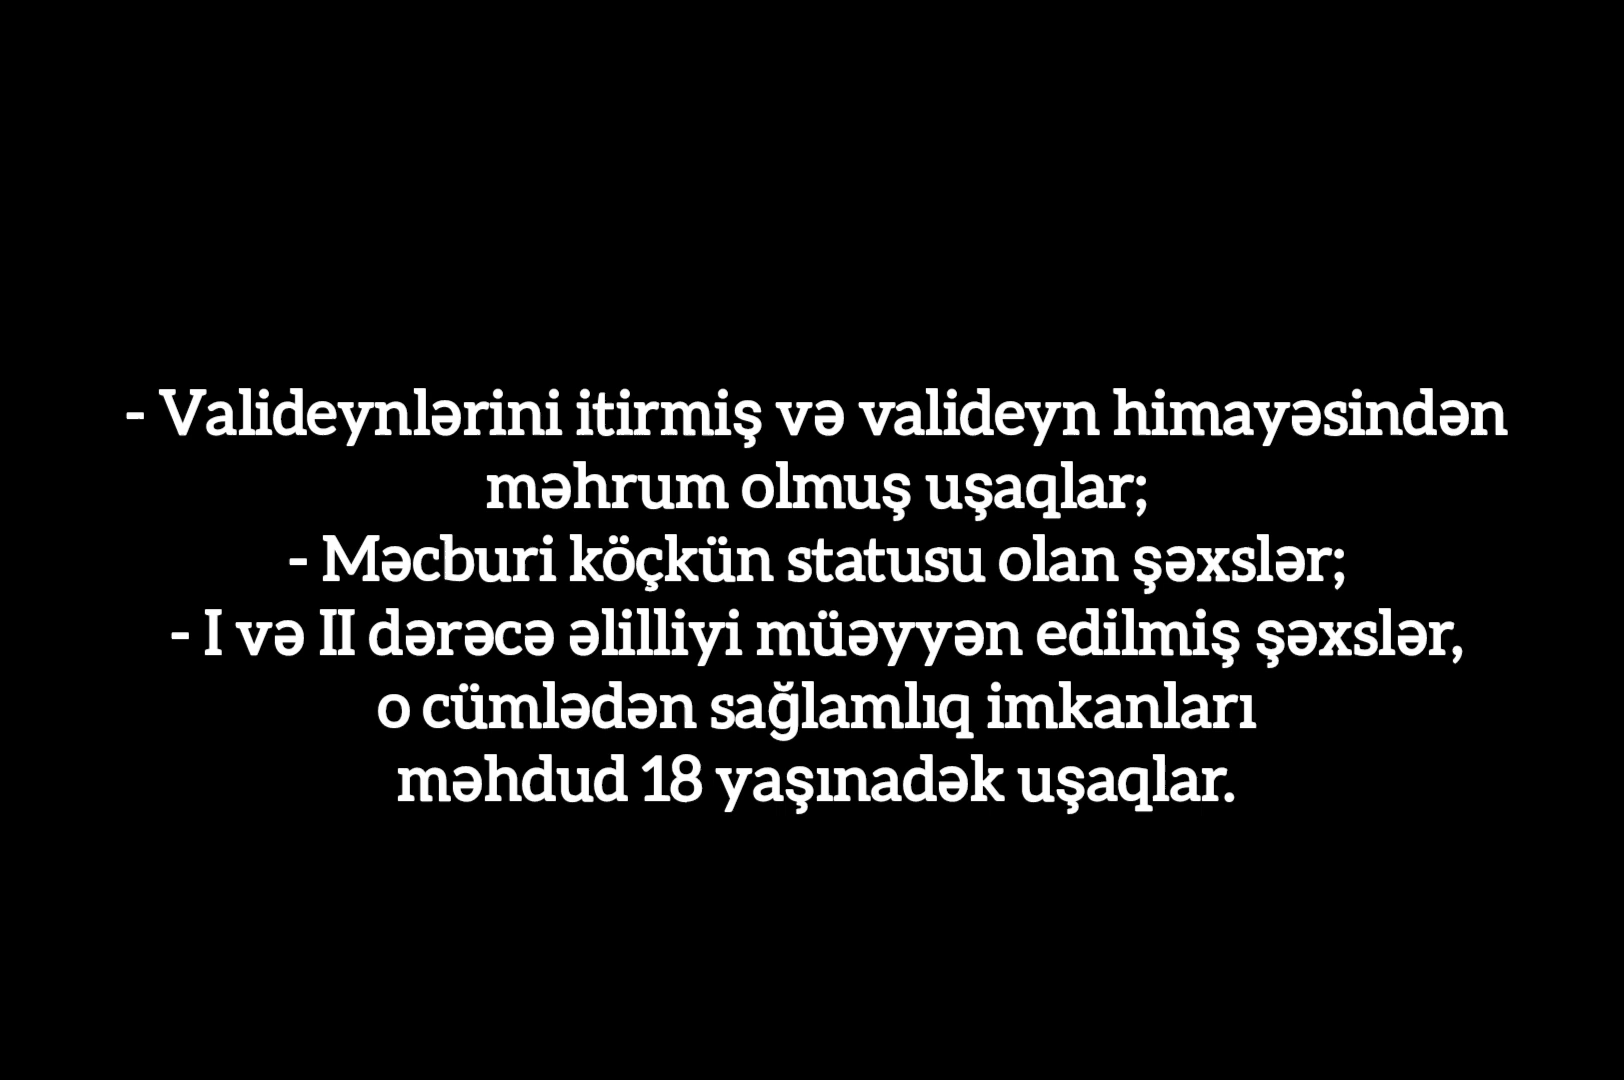 - Valideynlərini itirmiş və valideyn himayəsindən
məhrum olmuş uşaqlar;
- Məcburi köçkün statusu olan şəxslər;
- I və II dərəcə əlilliyi müəyyən edilmiş şəxslər,
o cümlədən sağlamlıq imkanları
məhdud 18 yaşınadək uşaqlar.